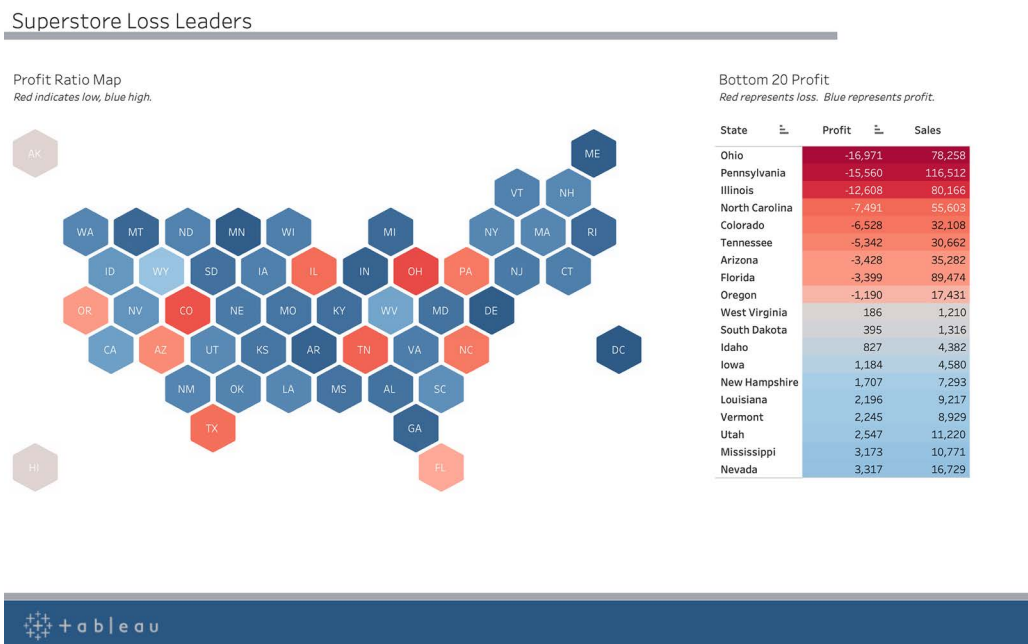 Superstore Loss Leaders
Profit Ratio Map
Red indicates low, blue high.
AK
ME
VT NH
WA MT ND MN WI MI NY MA RI
ID WY SD IA IL IN OH PA NJ CT
OR NV CO NE MO KY WV MD DE
CA AZ UT KS AR TN VA NC DC
NM OK LA MS AL SC
TX GA
HI FL
Bottom 20 Profit
Red represents loss. Blue represents profit.
State Profit Sales
Ohio -16,971 78,258
Pennsylvania -15,560 116,512
Illinois -12,608 80,166
North Carolina -7,491 55,603
Colorado -6,528 32,108
Tennessee -5,342 30,662
Arizona -3,428 35,282
Florida -3,399 89,474
Oregon -1,190 17,431
West Virginia 186 1,210
South Dakota 395 1,316
Idaho 827 4,382
Iowa 1,184 4,580
New Hampshire 1,707 7,293
Louisiana 2,196 9,217
Vermont 2,245 8,929
Utah 2,547 11,220
Mississippi 3,173 10,771
Nevada 3,317 16,729
+ableau